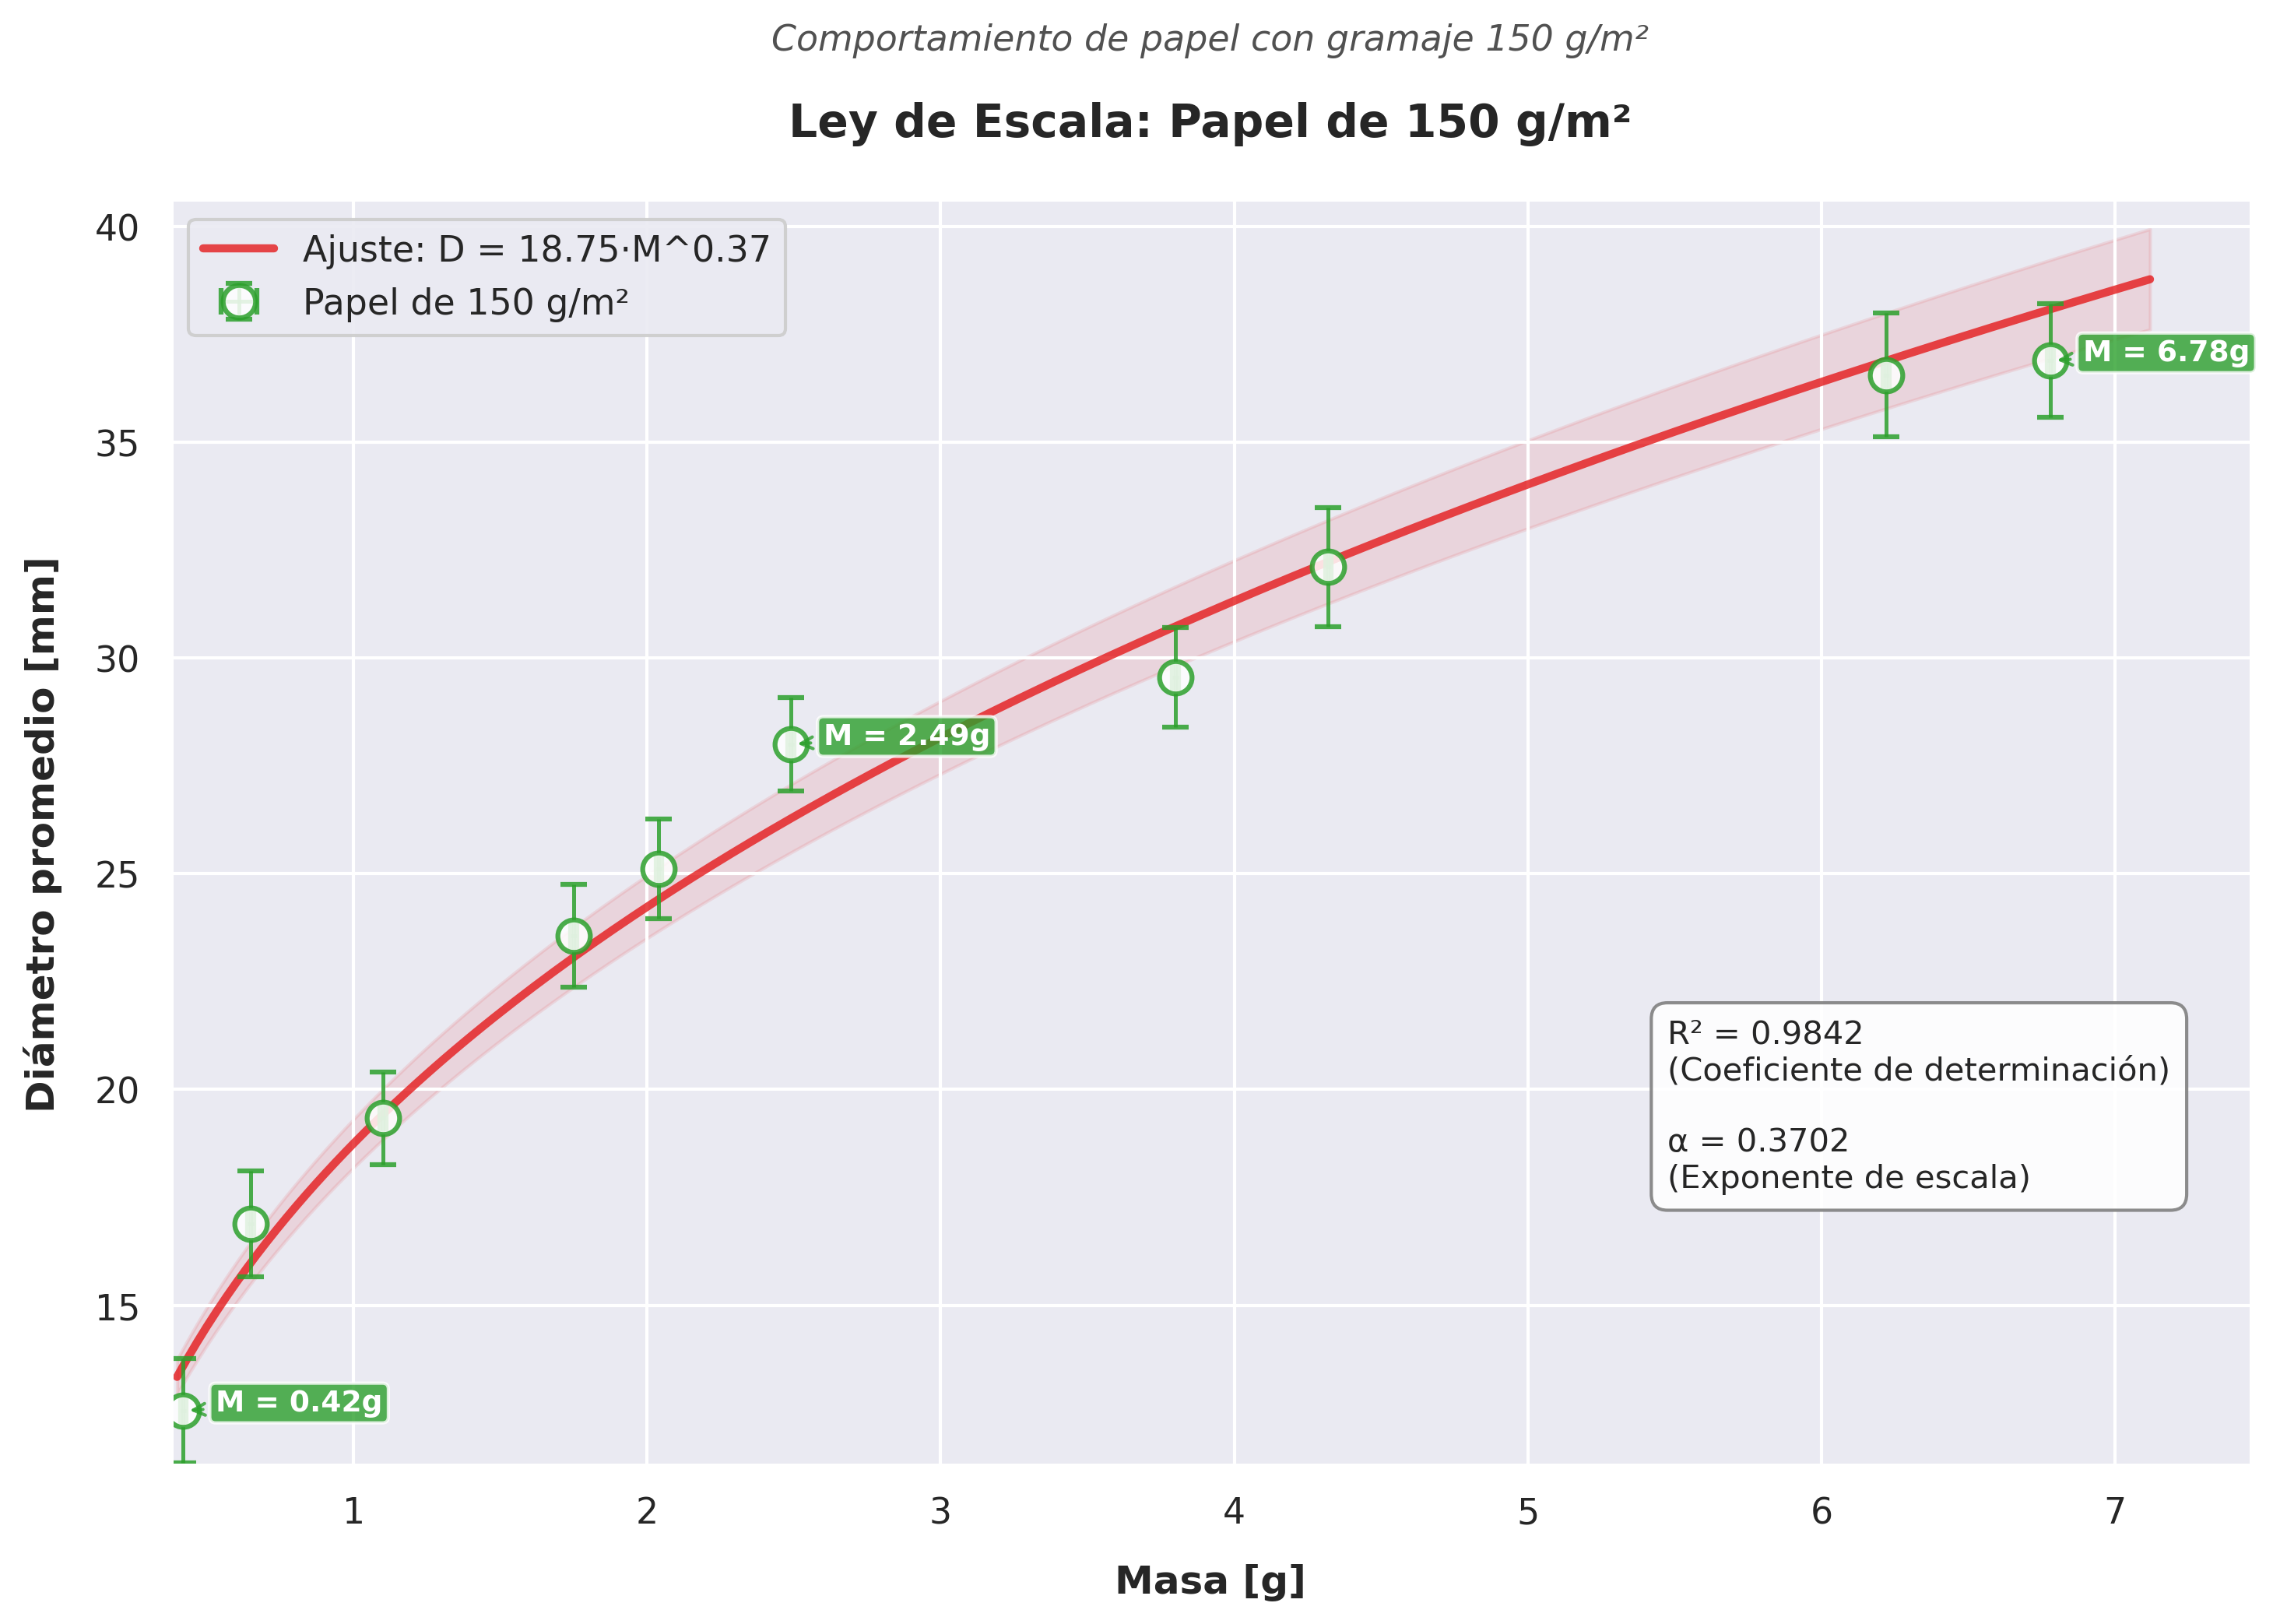 Comportamiento de papel con gramaje 150 g/m²
Ley de Escala: Papel de 150 g/m²
Ajuste: D = 18.75·M^0.37
Papel de 150 g/m²
Diámetro promedio [mm]
40
35
30
25
20
15
M = 6.78g
M = 2.49g
M = 0.42g
R² = 0.9842
(Coeficiente de determinación)
α = 0.3702
(Exponente de escala)
1
2
3
4
5
6
7
Masa [g]